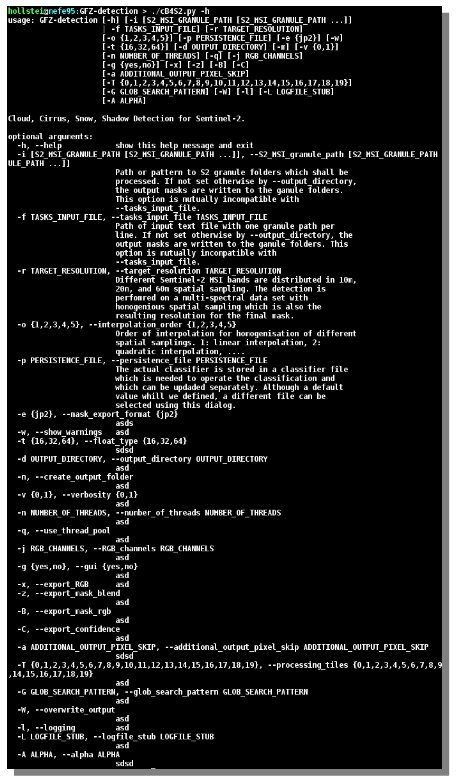 hollstei@nefe95:GFZ-detection > ./cB4S2.py -h
usage: GFZ-detection [-h] [-i [S2_MSI_GRANULE_PATH [S2_MSI_GRANULE_PATH ...]]
| -f TASKS_INPUT_FILE] [-r TARGET_RESOLUTION]
[-o {1,2,3,4,5}] [-p PERSISTENCE_FILE] [-e {jp2}] [-w]
[-t {16,32,64}] [-d OUTPUT_DIRECTORY] [-m] [-v {0,1}]
[-n NUMBER_OF_THREADS] [-q] [-j RGB_CHANNELS]
[-g {yes,no}] [-x] [-z] [-B] [-C]
[-a ADDITIONAL_OUTPUT_PIXEL_SKIP]
[-T {0,1,2,3,4,5,6,7,8,9,10,11,12,13,14,15,16,17,18,19}]
[-G GLOB_SEARCH_PATTERN] [-W] [-l] [-L LOGFILE_STUB]
[-A ALPHA]
Cloud, Cirrus, Snow, Shadow Detection for Sentinel-2.
optional arguments:
-h, --help show this help message and exit
-i [S2_MSI_GRANULE_PATH [S2_MSI_GRANULE_PATH ...]], --S2_MSI_granule_path [S2_MSI_GRANULE_PATH
ULE_PATH ...]]
Path or path to S2 granule folders which shall be
processed. If not set otherwise by --output_directory,
the output masks are written to the ganule folders.
This option is mutually incompatible with
--tasks_input_file.
-f TASKS_INPUT_FILE, --tasks_input_file TASKS_INPUT_FILE
Path of input text file with one granule path per
line. If not set otherwise by --output_directory, the
output masks are written to the ganule folders. This
option is mutually incompatible with
--tasks_input_file.
-r TARGET_RESOLUTION, --target_resolution TARGET_RESOLUTION
Different Sentinel-2 MSI bands are distributed in 10m,
20m, and 60m spatial sampling. The detection is
perfomred on a multi-spectral data set with
homogenious spatial sampling which is also the
resulting resolution for the final mask.
-o {1,2,3,4,5}, --interpolation_order {1,2,3,4,5}
Order of interpolation for horogenisation of different
spatial samplings. 1: linear interpolation, 2:
quadratic interpolation, ....
-p PERSISTENCE_FILE, --persistence_file PERSISTENCE_FILE
The actual classifier is stored in a classifier file
which is needed to operate the classification and
which can be updaded separately. Although a default
value whill we defined, a different file can be
selected using this dialog.
-e {jp2}, --mask_export_format {jp2}
asds
-w, --show_warnings asd
-t {16,32,64}, --float_type {16,32,64}
sdsd
-d OUTPUT_DIRECTORY, --output_directory OUTPUT_DIRECTORY
asd
-m, --create_output_folder
asd
-v {0,1}, --verbosity {0,1}
asd
-n NUMBER_OF_THREADS, --number_of_threads NUMBER_OF_THREADS
asd
-q, --use_thread_pool
asd
-j RGB_CHANNELS, --RGB_channels RGB_CHANNELS
asd
-g {yes,no}, --gui {yes,no}
asd
-x, --export_RGB asd
-z, --export_mask_blend
asd
-B, --export_mask_rgb
asd
-C, --export_confidence
asd
-a ADDITIONAL_OUTPUT_PIXEL_SKIP, --additional_output_pixel_skip ADDITIONAL_OUTPUT_PIXEL_SKIP
sdsd
-T {0,1,2,3,4,5,6,7,8,9,10,11,12,13,14,15,16,17,18,19}, --processing_tiles {0,1,2,3,4,5,6,7,8,9
,14,15,16,17,18,19}
asd
-G GLOB_SEARCH_PATTERN, --glob_search_pattern GLOB_SEARCH_PATTERN
asd
-W, --overwrite_output
asd
-l, --logging asd
-L LOGFILE_STUB, --logfile_stub LOGFILE_STUB
asd
-A ALPHA, --alpha ALPHA
sdsd